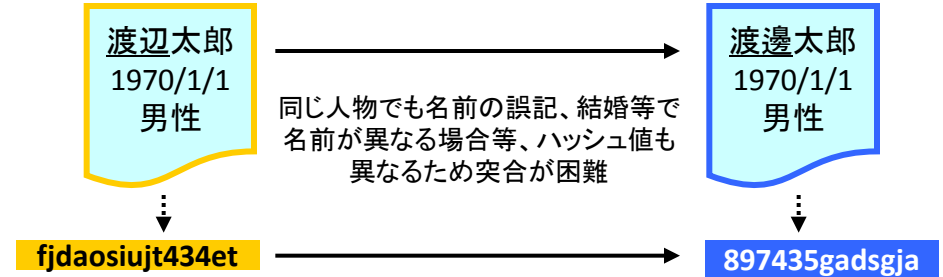 渡辺太郎
1970/1/1
男性
同じ人物でも名前の誤記、結婚等で
名前が異なる場合等、ハッシュ値も
異なるため突合が困難
渡邊太郎
1970/1/1
男性
fjdaosiujt434et
897435gadsgja